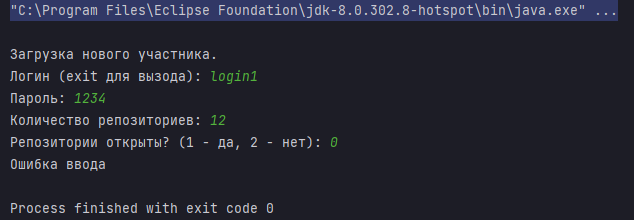 "C:\Program Files\Eclipse Foundation\jdk-8.0.302.8-hotspot\bin\java.exe" ...
Загрузка нового участника.
Логин (exit для вызода): login1
Пароль: 1234
Количество репозиториев: 12
Репозитории открыты? (1 - да, 2 - нет): 0
Ошибка ввода
Process finished with exit code 0